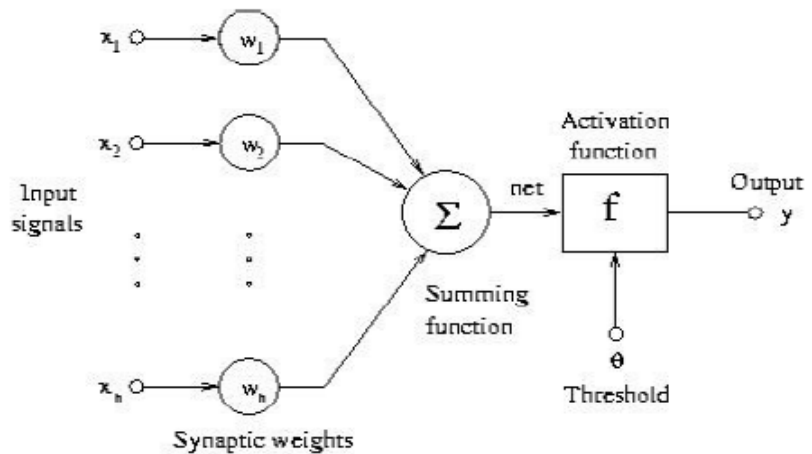 x1
w1
x2
w2
Input
signals
Σ
Summing
function
net
Activation
function
f
Output
y
θ
Threshold
xn
wn
Synaptic weights